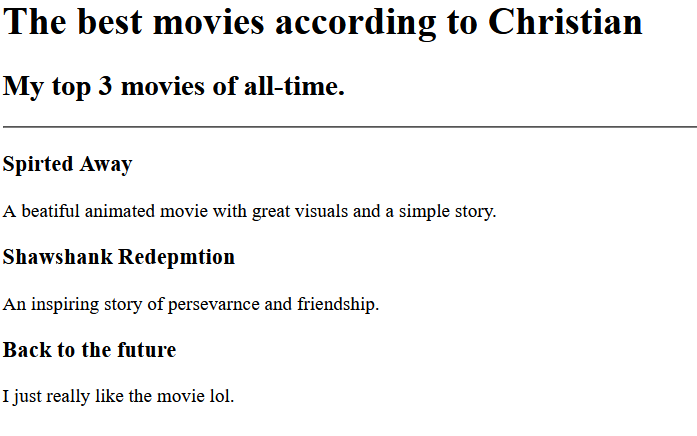 The best movies according to Christian
My top 3 movies of all-time.
Spirted Away
A beatiful animated movie with great visuals and a simple story.
Shawshank Redepmtion
An inspiring story of persevarnce and friendship.
Back to the future
I just really like the movie lol.